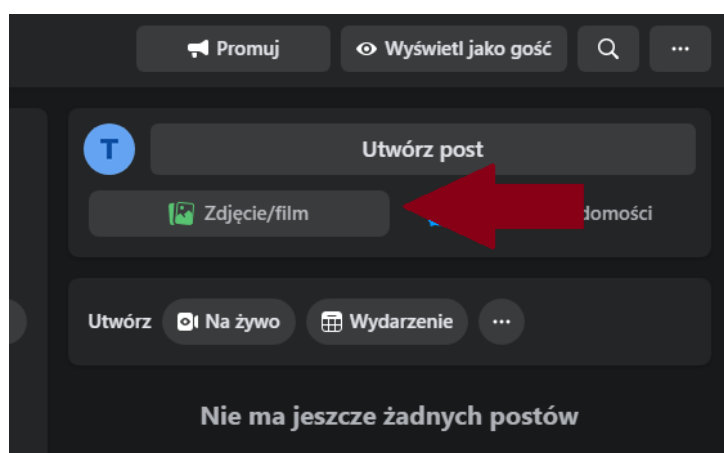 Promuj Wyświetl jako gość
T Utwórz post
Zdjęcie/film
Utwórz Na żywo Wydarzenie
Nie ma jeszcze żadnych postów